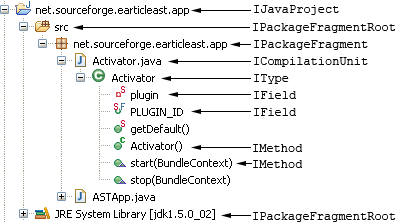 net.sourceforge.earticleast.app IJavaProject
src IPackageFragmentRoot
net.sourceforge.earticleast.app IPackageFragment
Activator.java ICompilationUnit
Activator IType
plugin IField
PLUGIN_ID IField
getDefault()
Activator() IMethod
start(BundleContext) IMethod
stop(BundleContext)
ASTApp.java
JRE System Library [jdk1.5.0_02] IPackageFragmentRoot